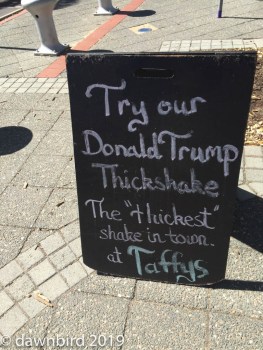 Try our
Donald Trump
Thickshake
The "thickest"
shake in town.
at Taffys
© dawnbird 2019